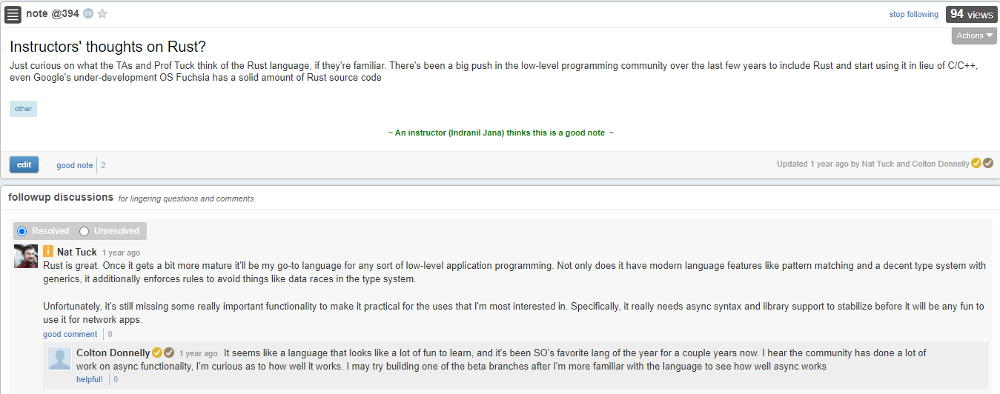 note @394
stop following
94 views
Actions
Instructors' thoughts on Rust?
Just curious on what the TAs and Prof Tuck think of the Rust language, if they're familiar. There's been a big push in the low-level programming community over the last few years to include Rust and start using it in lieu of C/C++,
even Google's under-development OS Fuchsia has a solid amount of Rust source code
other
~ An instructor (Indranil Jana) thinks this is a good note ~
edit · good note 2
Updated 1 year ago by Nat Tuck and Colton Donnelly
followup discussions for lingering questions and comments
Resolved Unresolved
i Nat Tuck 1 year ago
Rust is great. Once it gets a bit more mature it'll be my go-to language for any sort of low-level application programming. Not only does it have modern language features like pattern matching and a decent type system with
generics, it additionally enforces rules to avoid things like data races in the type system.
Unfortunately, it's still missing some really important functionality to make it practical for the uses that I'm most interested in. Specifically, it really needs async syntax and library support to stabilize before it will be any fun to
use it for network apps.
good comment 0
Colton Donnelly 1 year ago It seems like a language that looks like a lot of fun to learn, and it's been SO's favorite lang of the year for a couple years now. I hear the community has done a lot of
work on async functionality, I'm curious as to how well it works. I may try building one of the beta branches after I'm more familiar with the language to see how well async works
helpful! 0